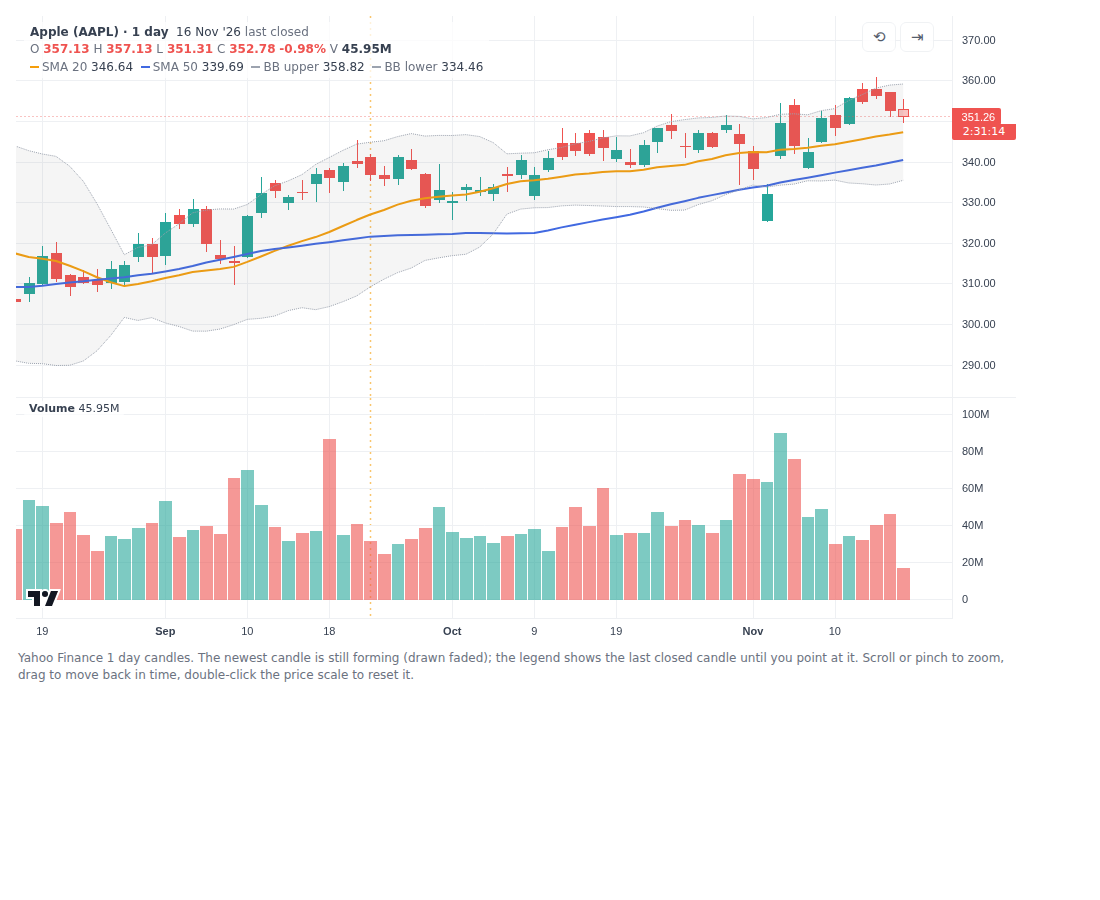 Apple (AAPL) · 1 day 16 Nov '26 last closed
O 357.13 H 357.13 L 351.31 C 352.78 -0.98% V 45.95M
SMA 20 346.64 SMA 50 339.69 BB upper 358.82 BB lower 334.46
370.00
360.00
351.26
2:31:14
340.00
330.00
320.00
310.00
300.00
290.00
Volume 45.95M
100M
80M
60M
40M
20M
0
19 Sep 10 18 Oct 9 19 Nov 10
Yahoo Finance 1 day candles. The newest candle is still forming (drawn faded); the legend shows the last closed candle until you point at it. Scroll or pinch to zoom,
drag to move back in time, double-click the price scale to reset it.